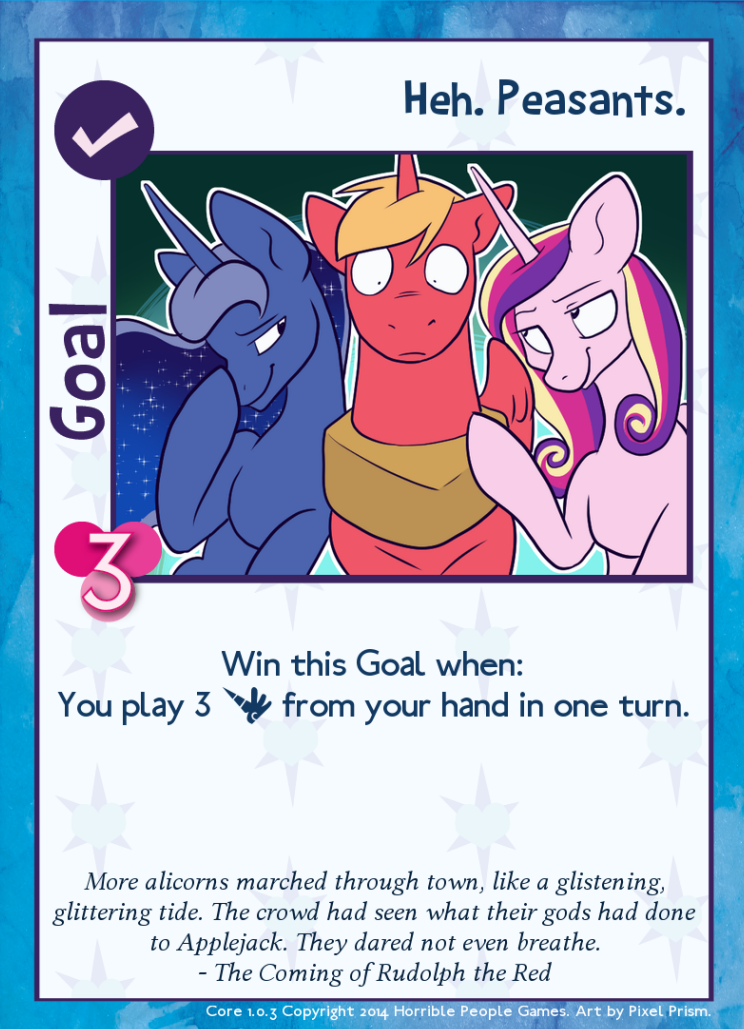 Heh. Peasants.
Goal
3
Win this Goal when:
You play 3 from your hand in one turn.
More alicorns marched through town, like a glistening,
glittering tide. The crowd had seen what their gods had done
to Applejack. They dared not even breathe.
- The Coming of Rudolph the Red
Core 1.0.3 Copyright 2014 Horrible People Games. Art by Pixel Prism.